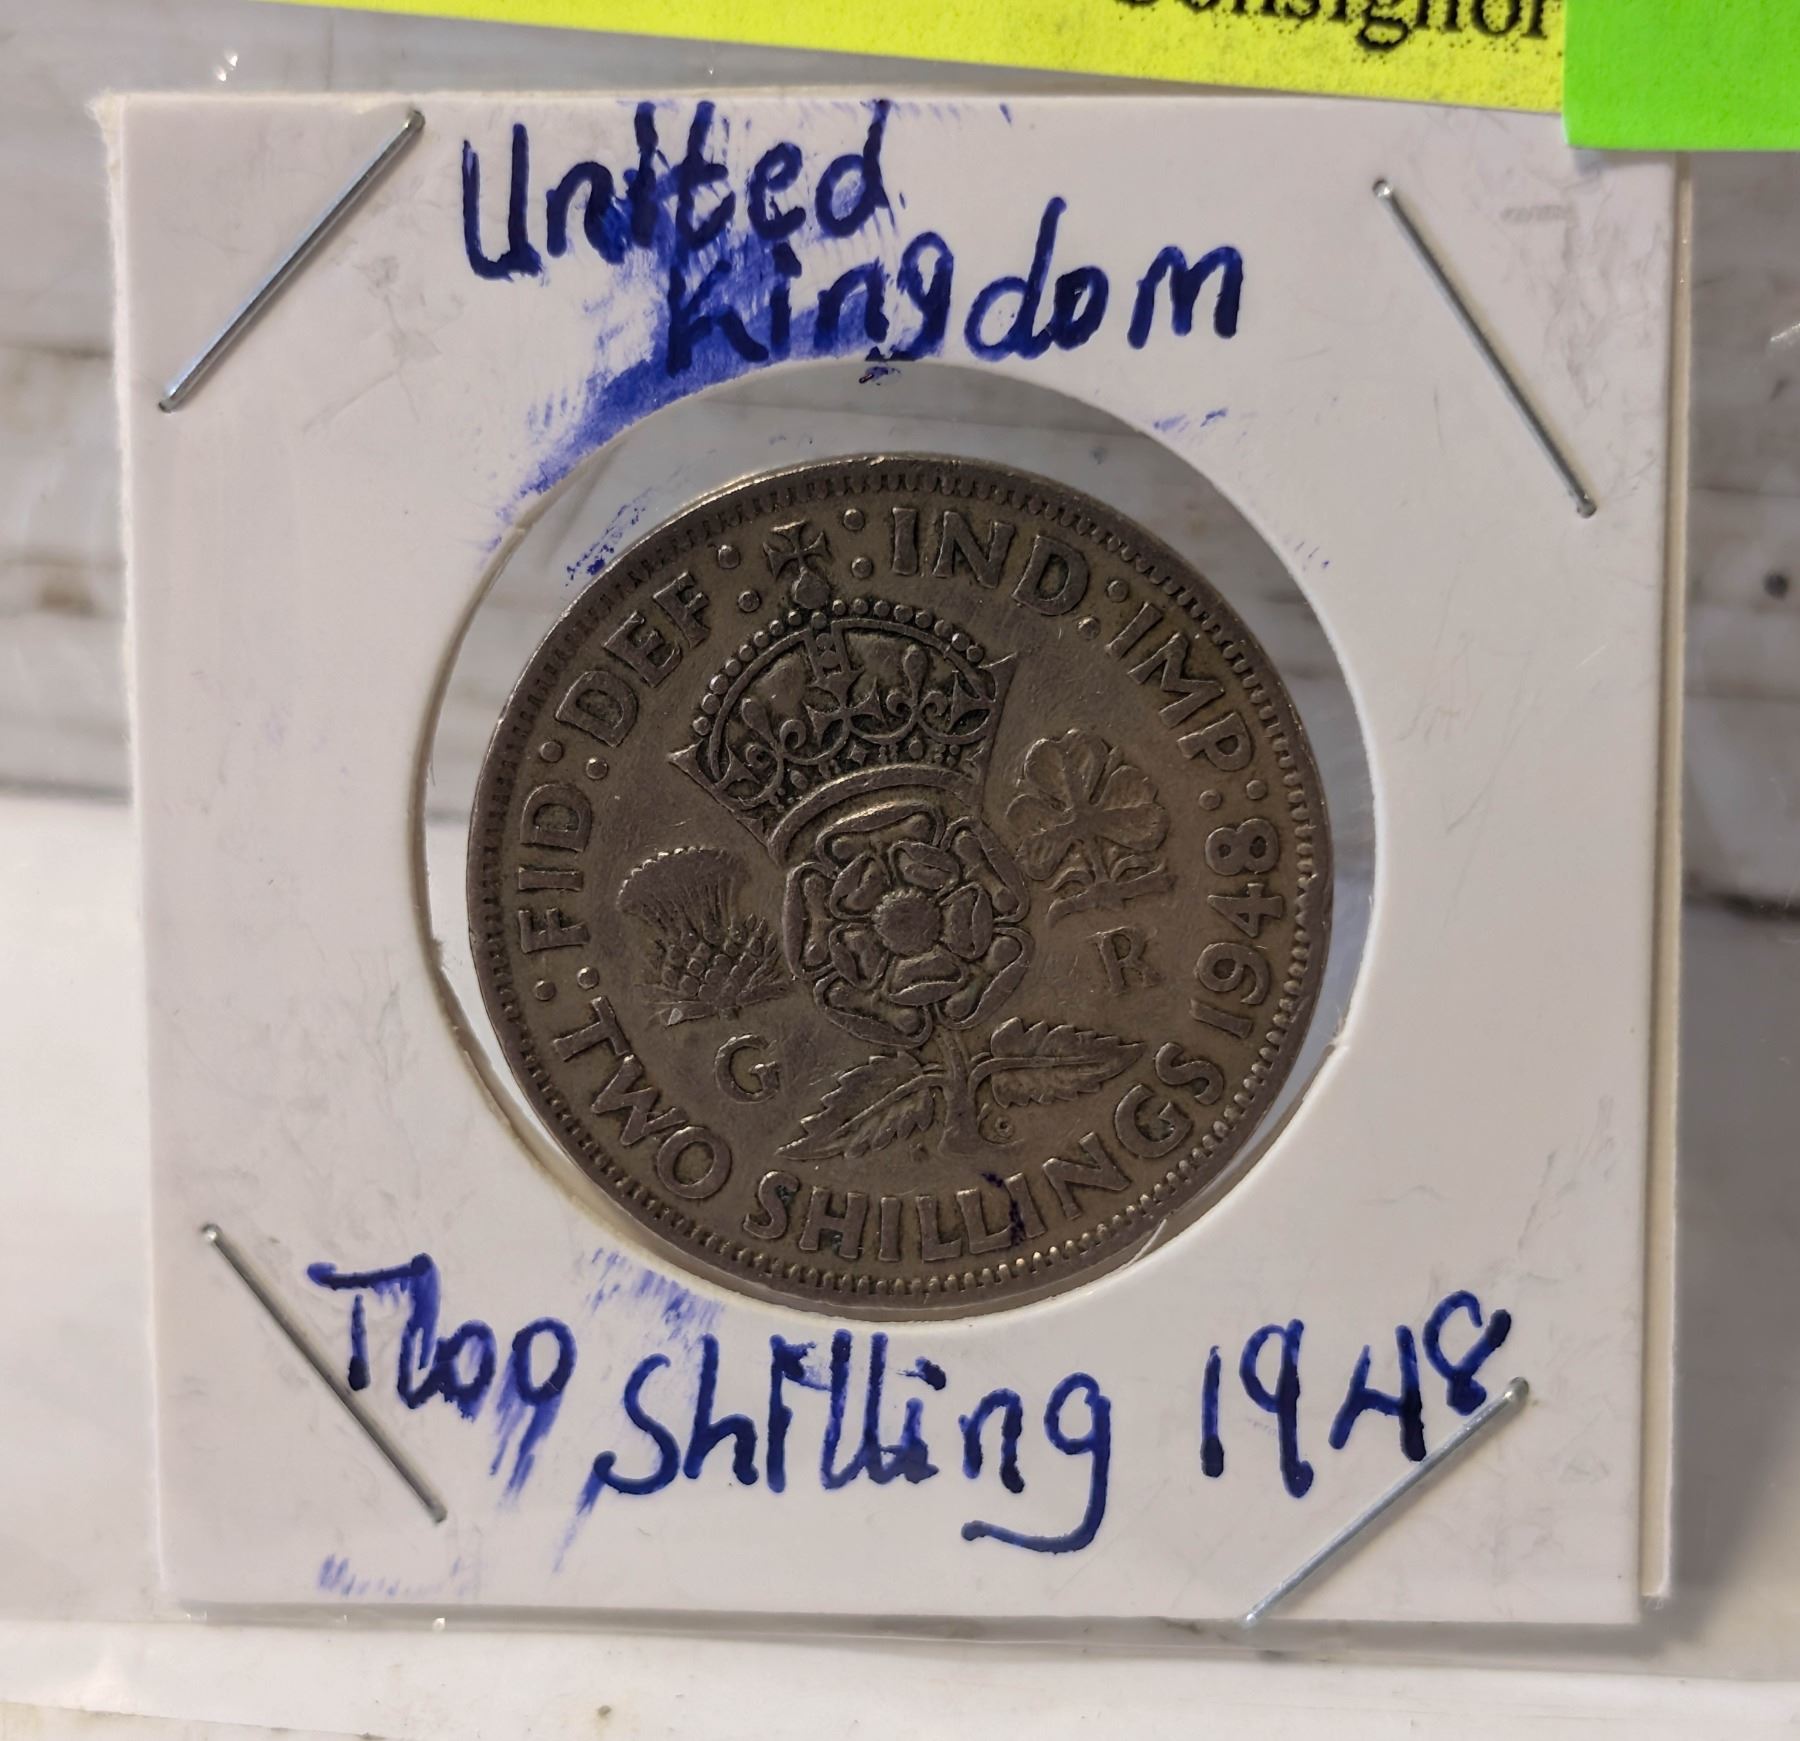 Consignor
United
Kingdom
FID: DEF: IND: IMP: 1948
G R
TWO SHILLINGS
Two Shilling 1948